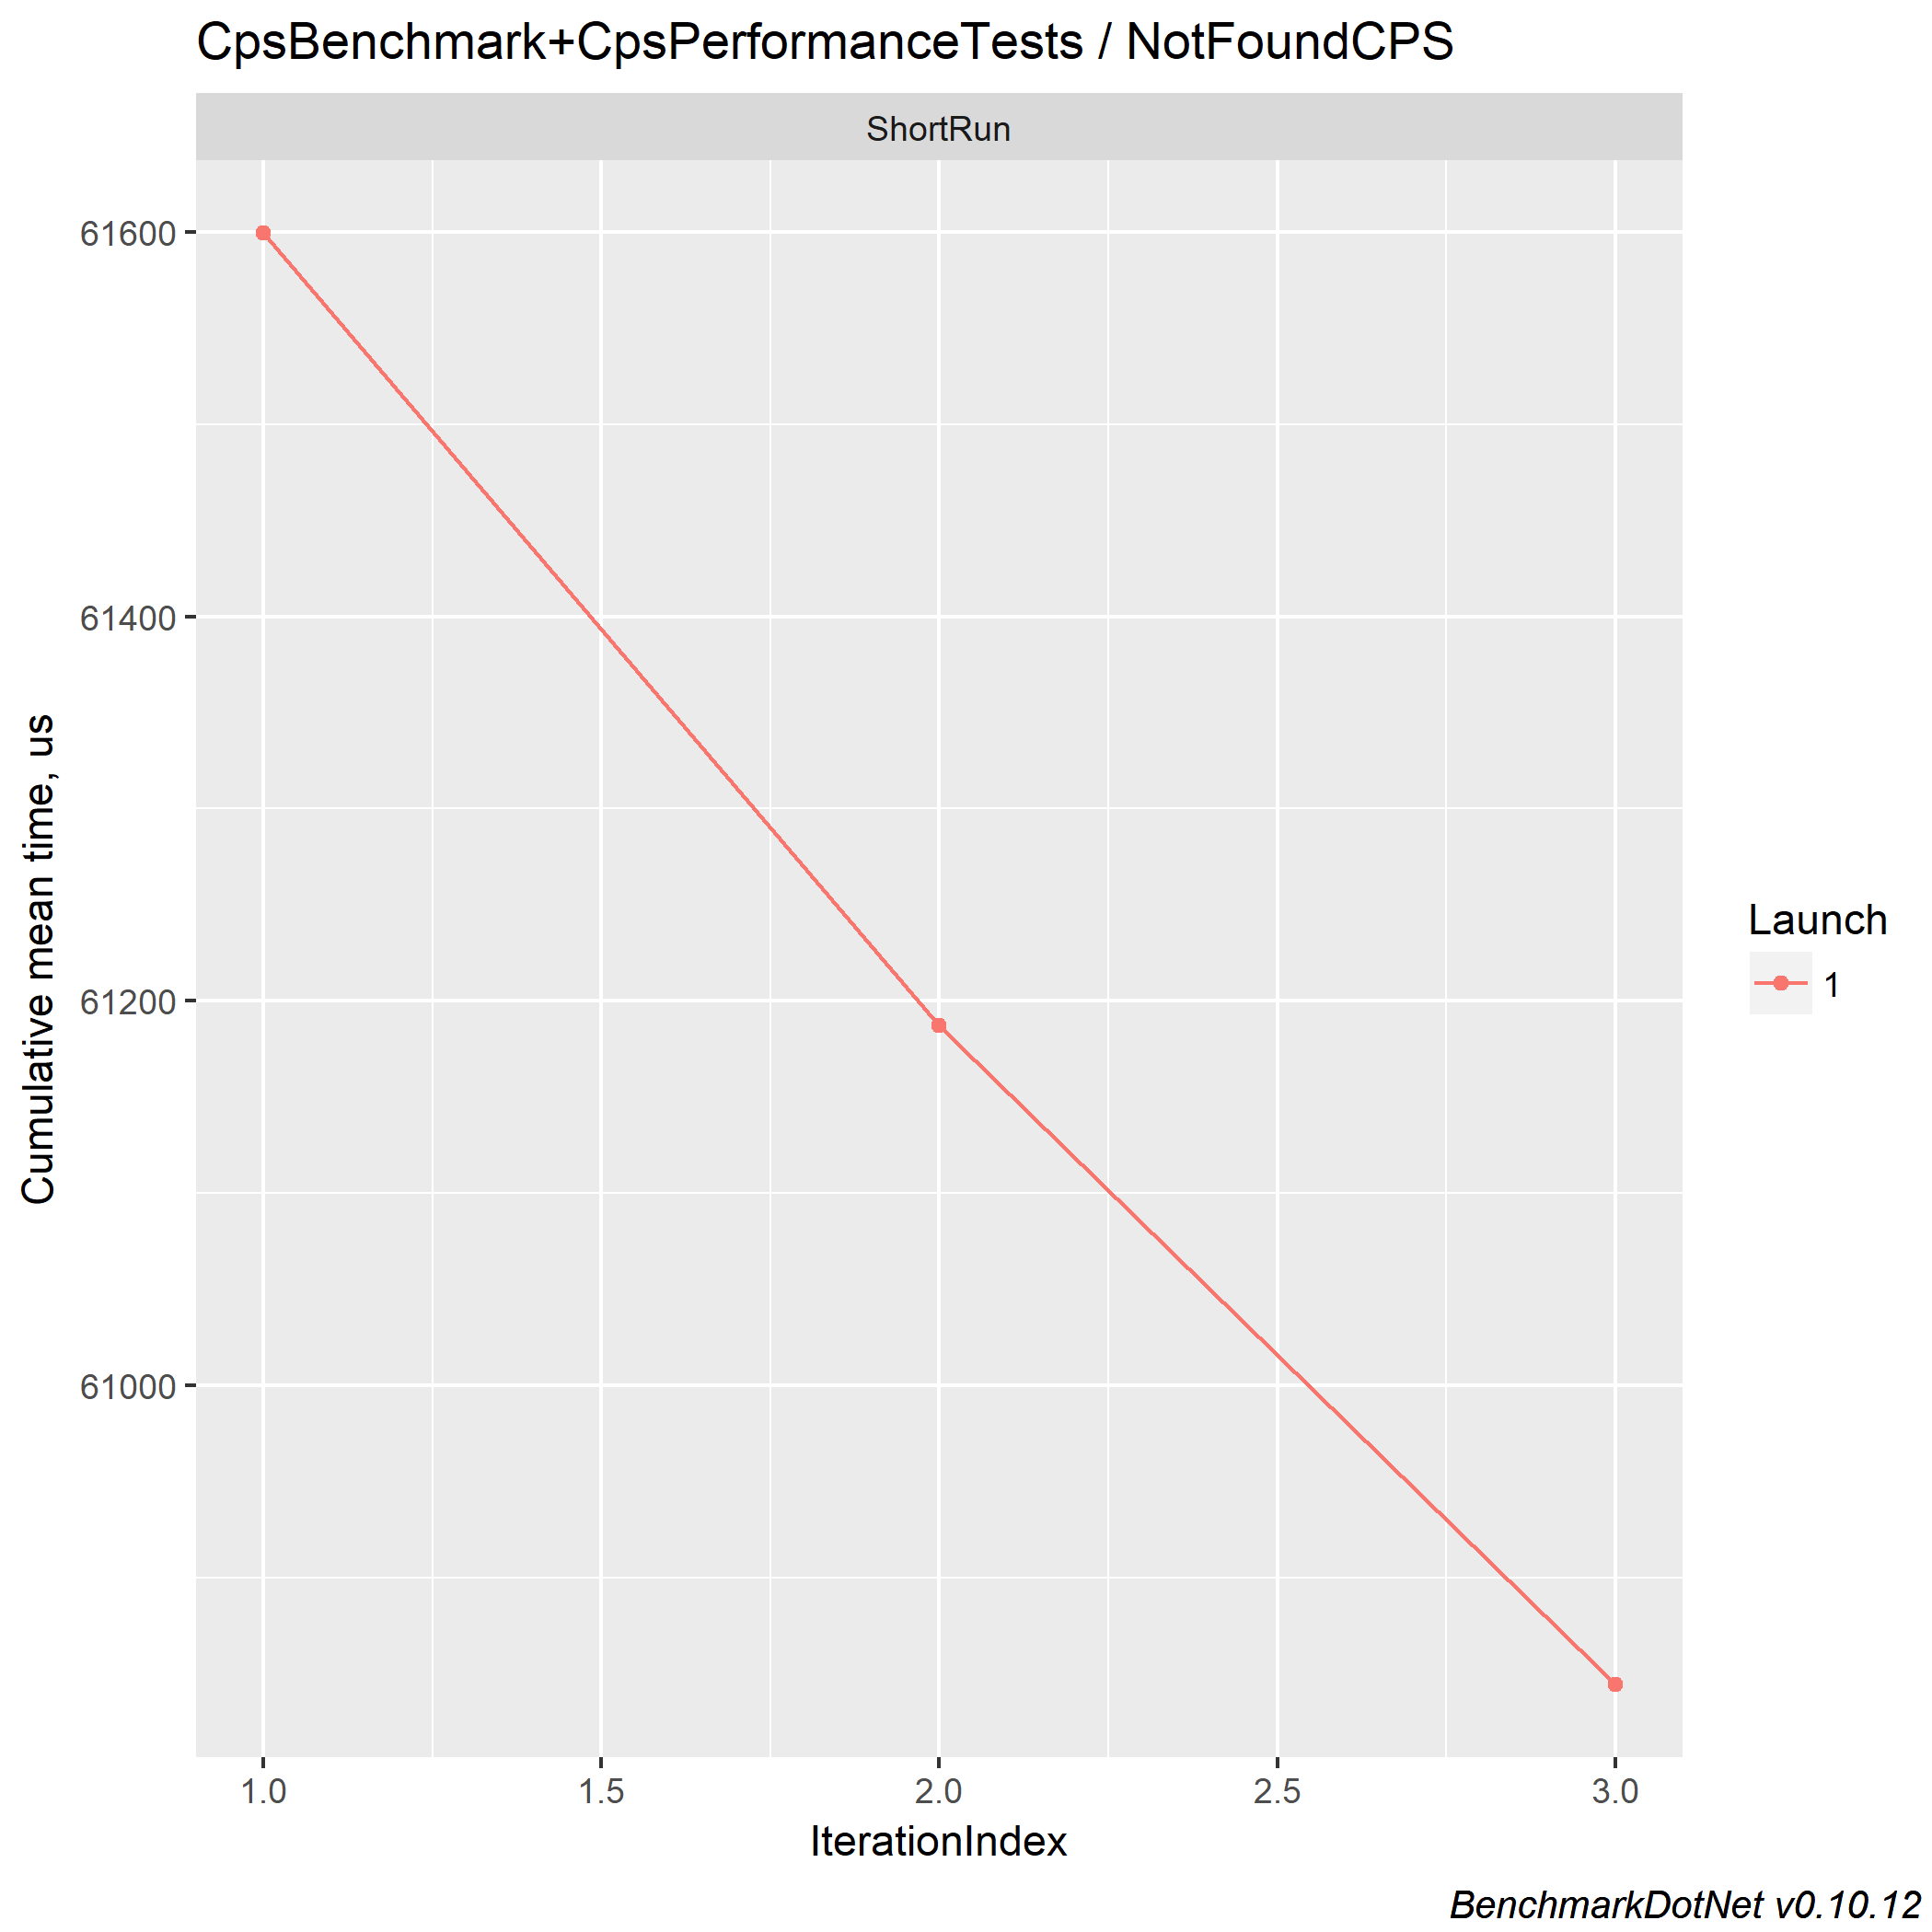 CpsBenchmark+CpsPerformanceTests / NotFoundCPS
ShortRun
61600
61400
61200
61000
Cumulative mean time, us
1.0 1.5 2.0 2.5 3.0
IterationIndex
Launch
1
BenchmarkDotNet v0.10.12